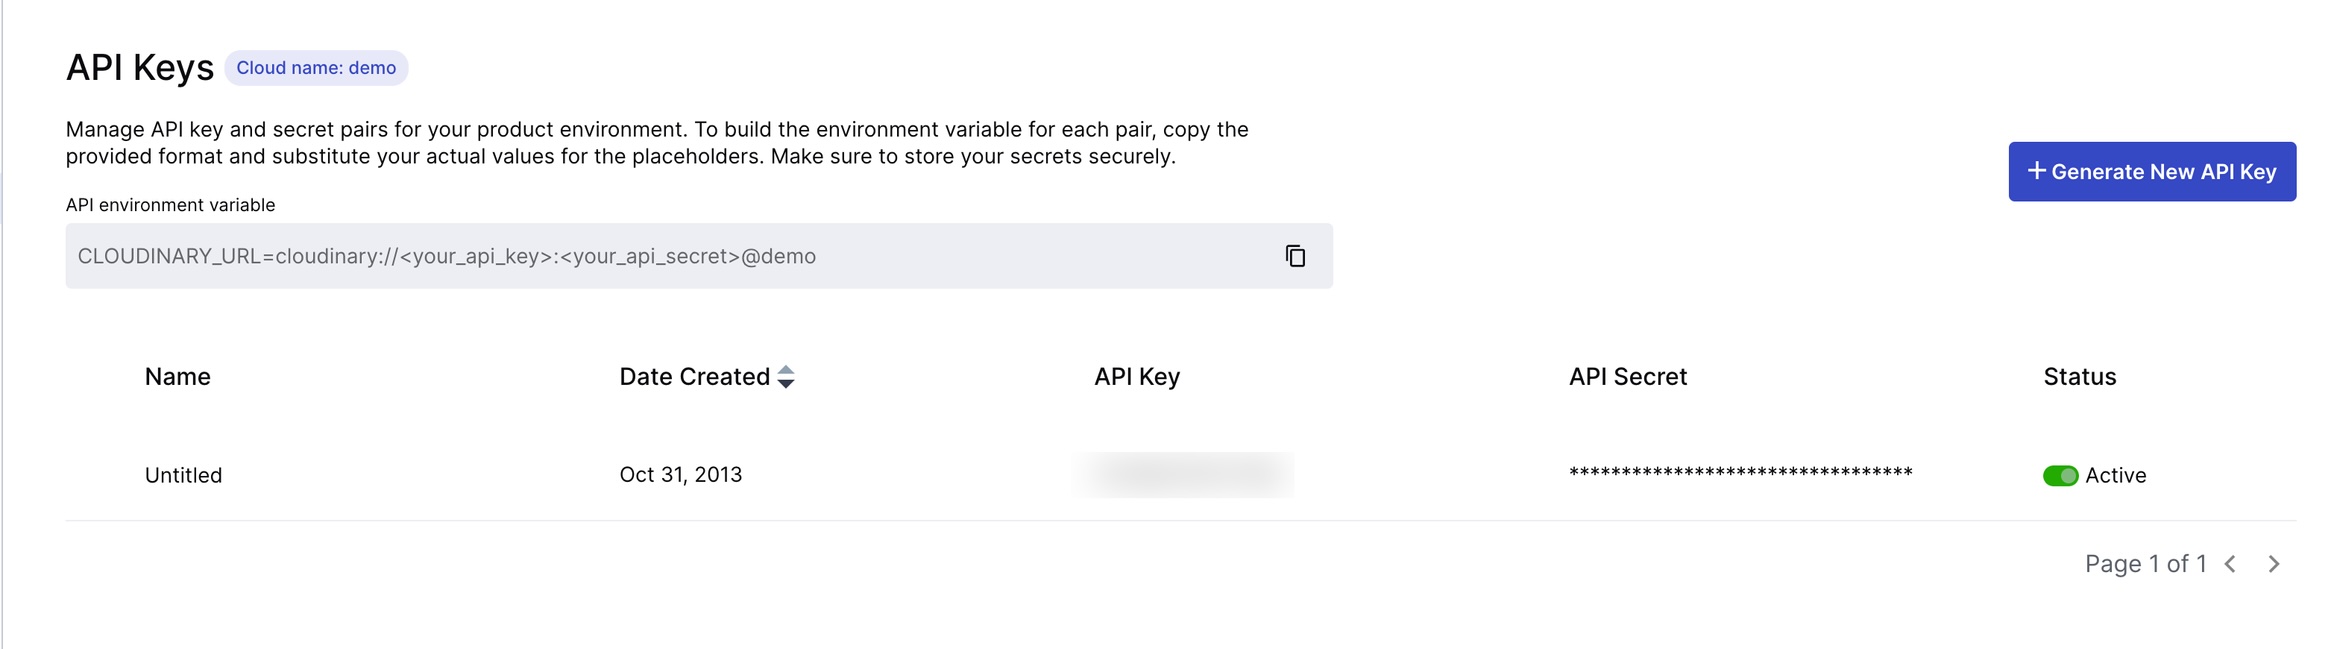 API Keys Cloud name: demo
Manage API key and secret pairs for your product environment. To build the environment variable for each pair, copy the
provided format and substitute your actual values for the placeholders. Make sure to store your secrets securely.
+ Generate New API Key
API environment variable
CLOUDINARY_URL=cloudinary://<your_api_key>:<your_api_secret>@demo
Name Date Created API Key API Secret Status
Untitled Oct 31, 2013 ********************************* Active
Page 1 of 1